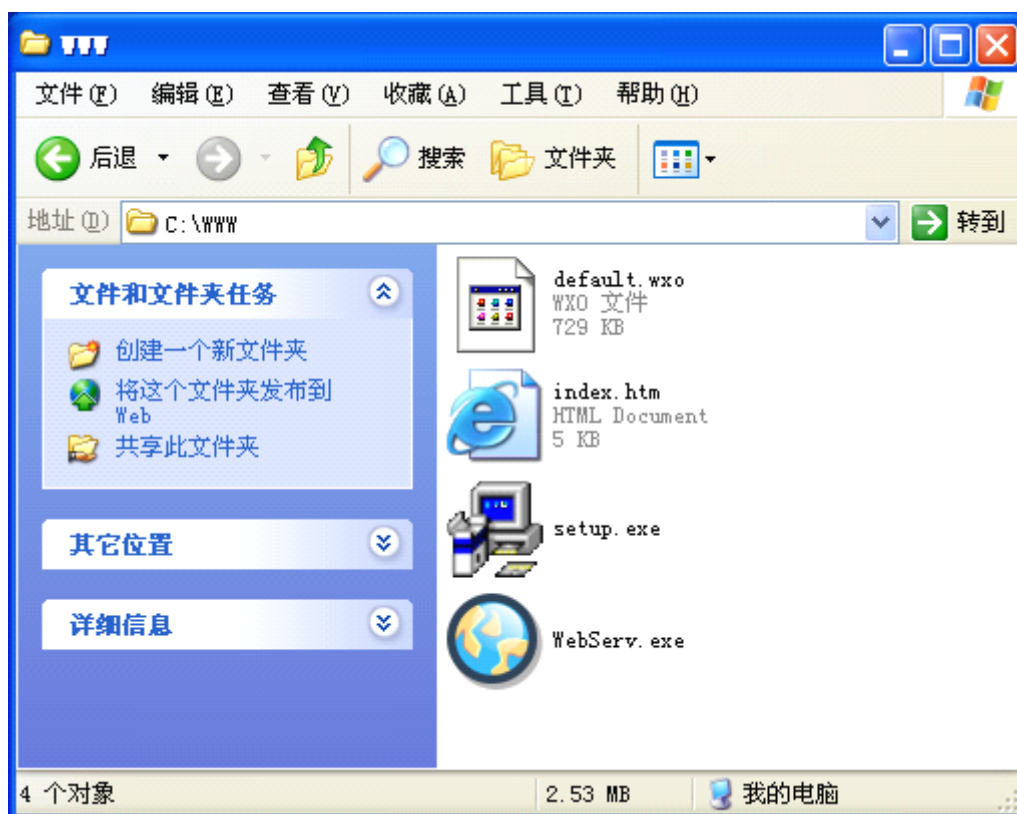 WWW
文件(F) 编辑(E) 查看(V) 收藏(A) 工具(T) 帮助(H)
后退 搜索 文件夹
地址(D) C:\WWW 转到
文件和文件夹任务
创建一个新文件夹
将这个文件夹发布到
Web
共享此文件夹
其它位置
详细信息
default.wxo
WXO 文件
729 KB
index.htm
HTML Document
5 KB
setup.exe
WebServ.exe
4 个对象 2.53 MB 我的电脑